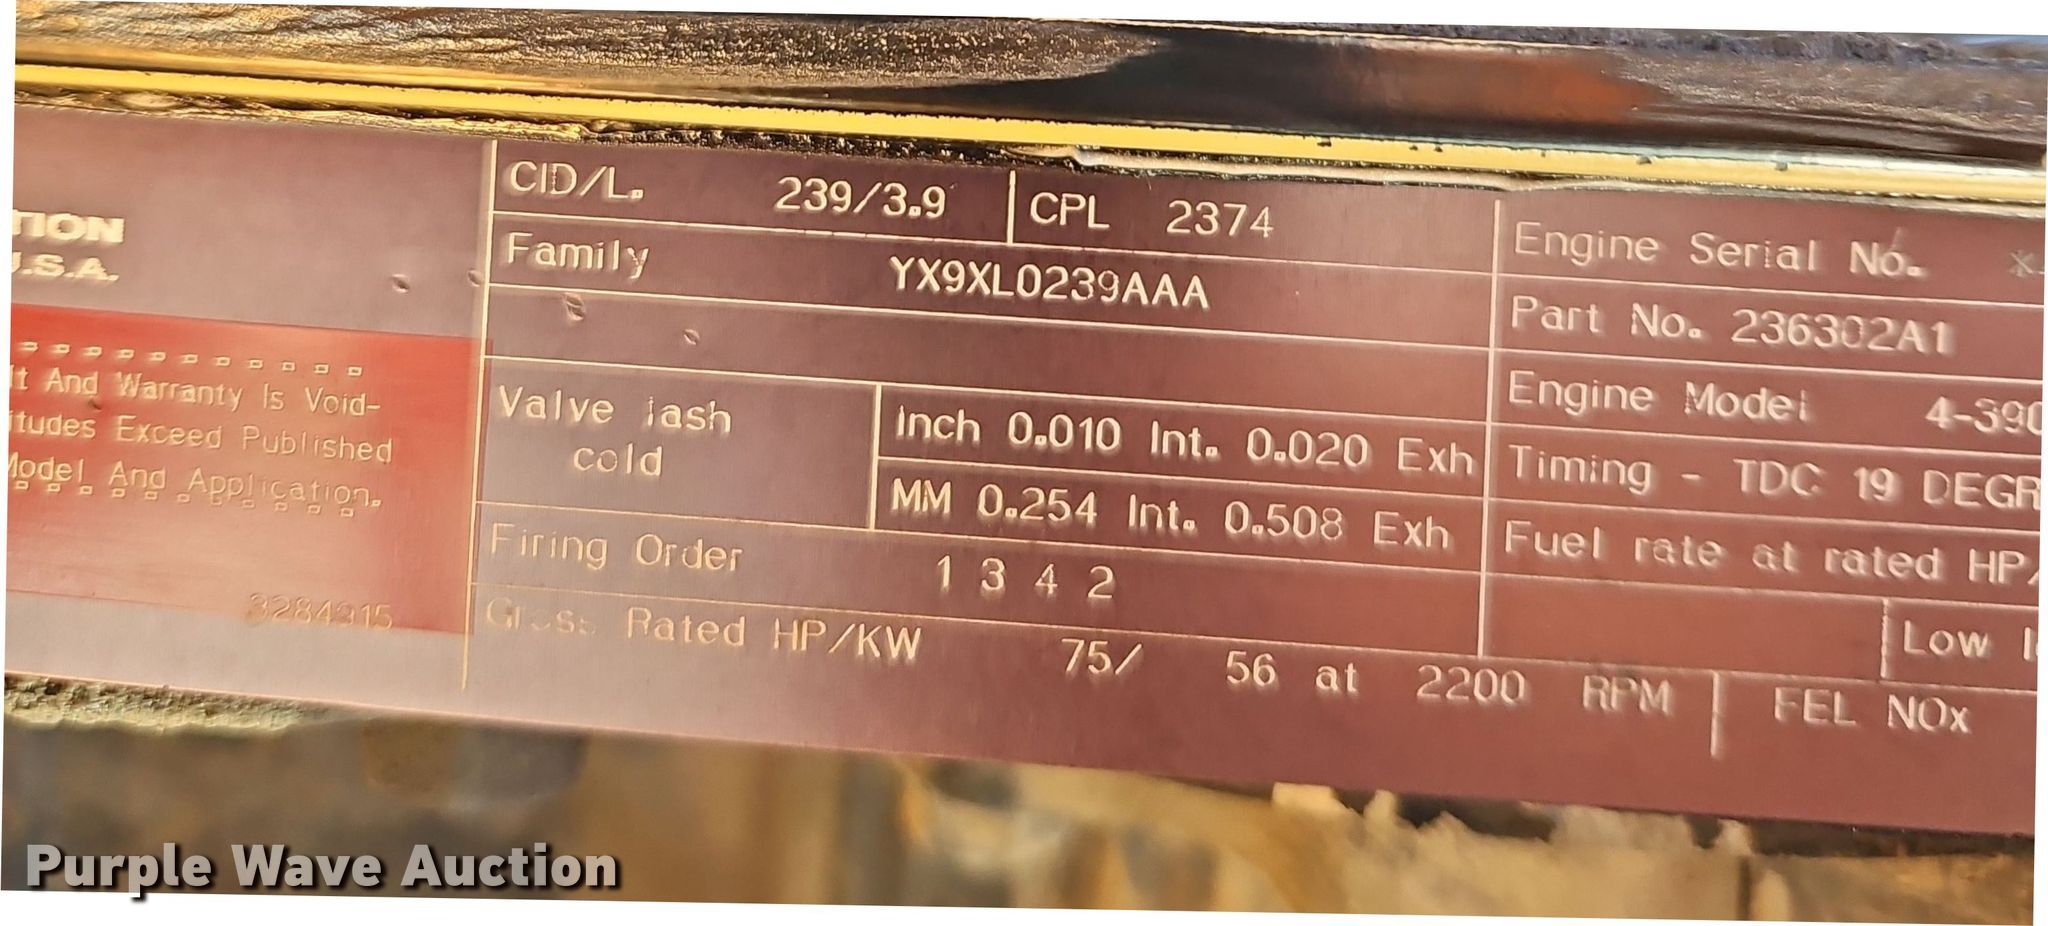 TION
U.S.A.
It And Warranty Is Void-
itudes Exceed Published
Model And Application.
3284915
CID/L. 239/3.9 CPL 2374
Family YX9XL0239AAA
Valve lash cold
Inch 0.010 Int. 0.020 Exh
MM 0.254 Int. 0.508 Exh
Firing Order 1 3 4 2
Gross Rated HP/KW 75/ 56 at 2200 RPM
FEL NOx
Engine Serial No. *
Part No. 236302A1
Engine Model 4-390
Timing - TDC 19 DEGR
Fuel rate at rated HP/
Low
Purple Wave Auction